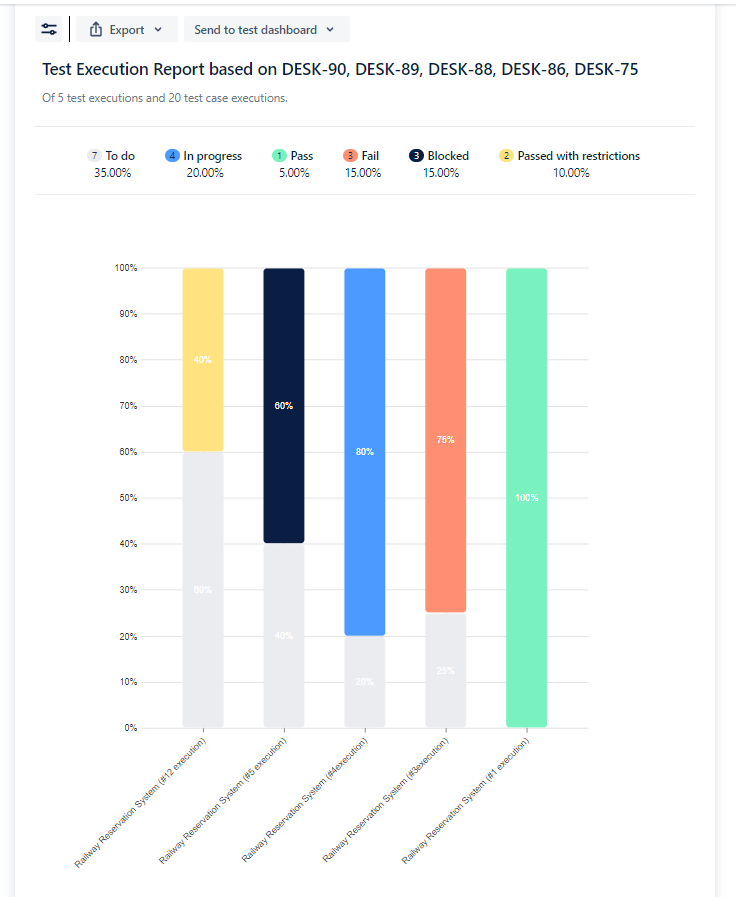 Export
Send to test dashboard
Test Execution Report based on DESK-90, DESK-89, DESK-88, DESK-86, DESK-75
Of 5 test executions and 20 test case executions.
7 To do
35.00%
4 In progress
20.00%
1 Pass
5.00%
3 Fail
15.00%
3 Blocked
15.00%
2 Passed with restrictions
10.00%
100%
90%
80%
70%
60%
50%
40%
30%
20%
10%
0%
40%
60%
60%
40%
80%
20%
75%
25%
100%
Railway Reservation System (#12 execution)
Railway Reservation System (#5 execution)
Railway Reservation System (#4execution)
Railway Reservation System (#3execution)
Railway Reservation System (#1 execution)